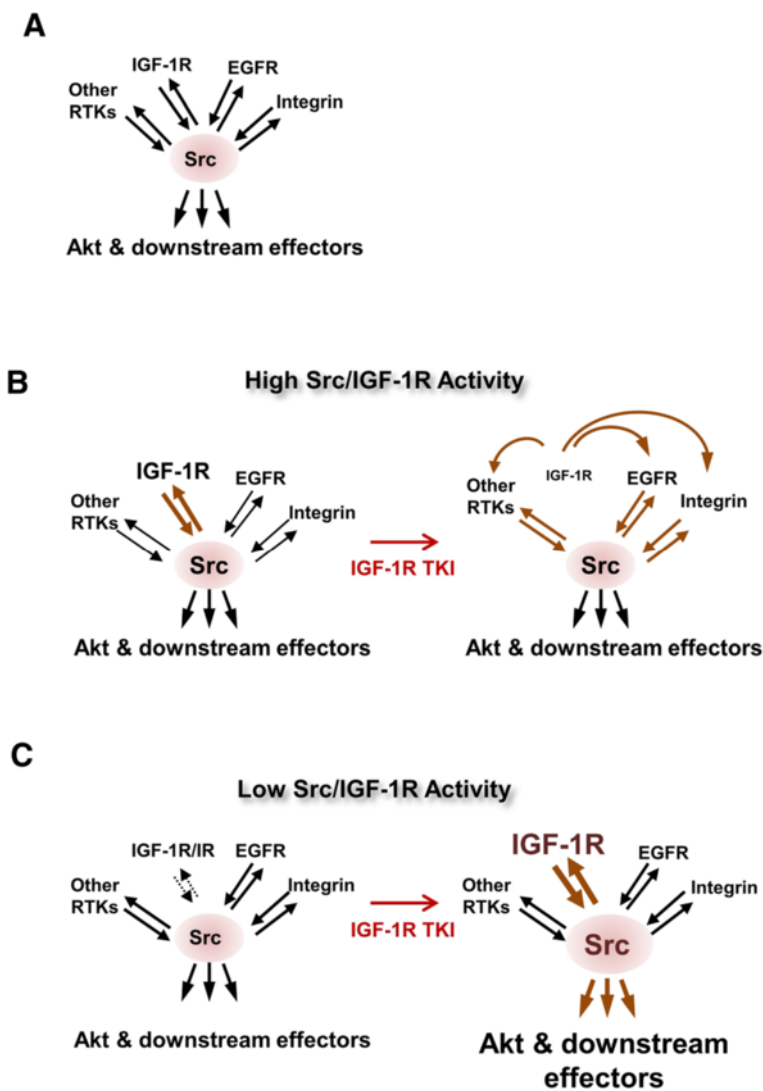 A
IGF-1R
EGFR
Other
RTKs
Integrin
Src
Akt & downstream effectors
B
High Src/IGF-1R Activity
IGF-1R
EGFR
Other
RTKs
Integrin
Src
Akt & downstream effectors
IGF-1R TKI
IGF-1R
EGFR
Other
RTKs
Integrin
Src
Akt & downstream effectors
C
Low Src/IGF-1R Activity
IGF-1R/IR
EGFR
Other
RTKs
Integrin
Src
Akt & downstream effectors
IGF-1R TKI
IGF-1R
EGFR
Other
RTKs
Integrin
Src
Akt & downstream
effectors